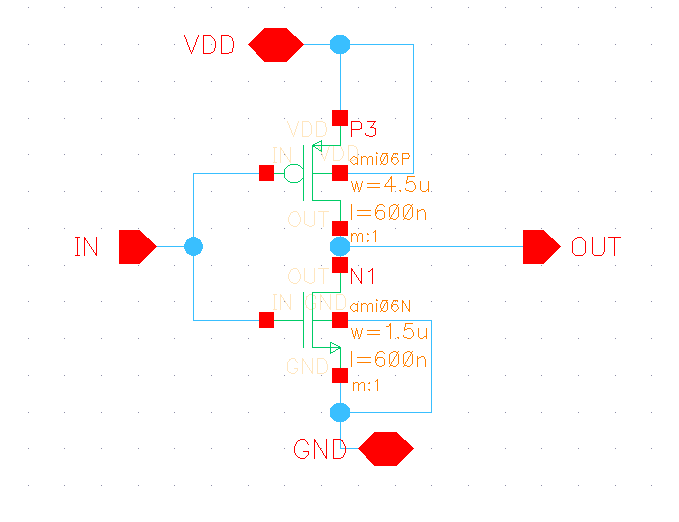 VDD
VDD
P3
IN
VDD
ami06P
w=4.5u
OUT
l=600n
m:1
IN
OUT
OUT
N1
IN
GND
ami06N
w=1.5u
GND
l=600n
m:1
GND